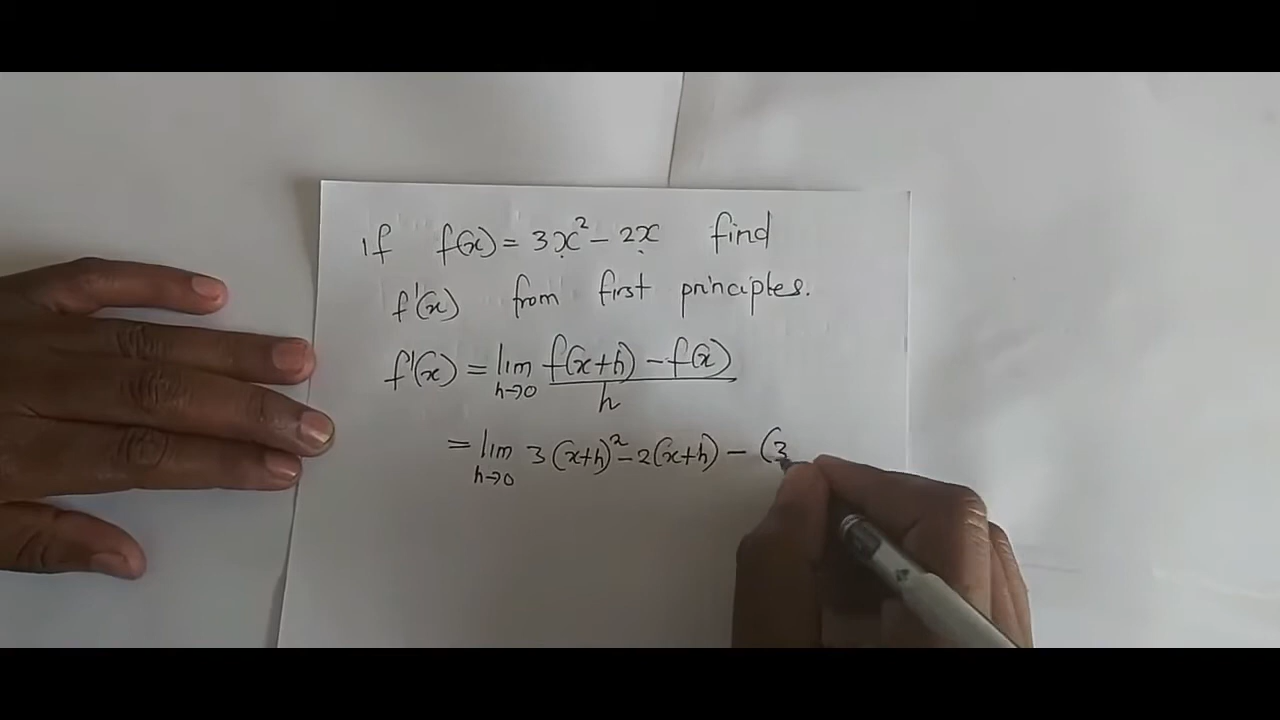 If f(x) = 3x² - 2x find
f'(x) from first principles.
f'(x) = lim h→0 f(x+h) - f(x) / h
= lim h→0 3(x+h)² - 2(x+h) - (3